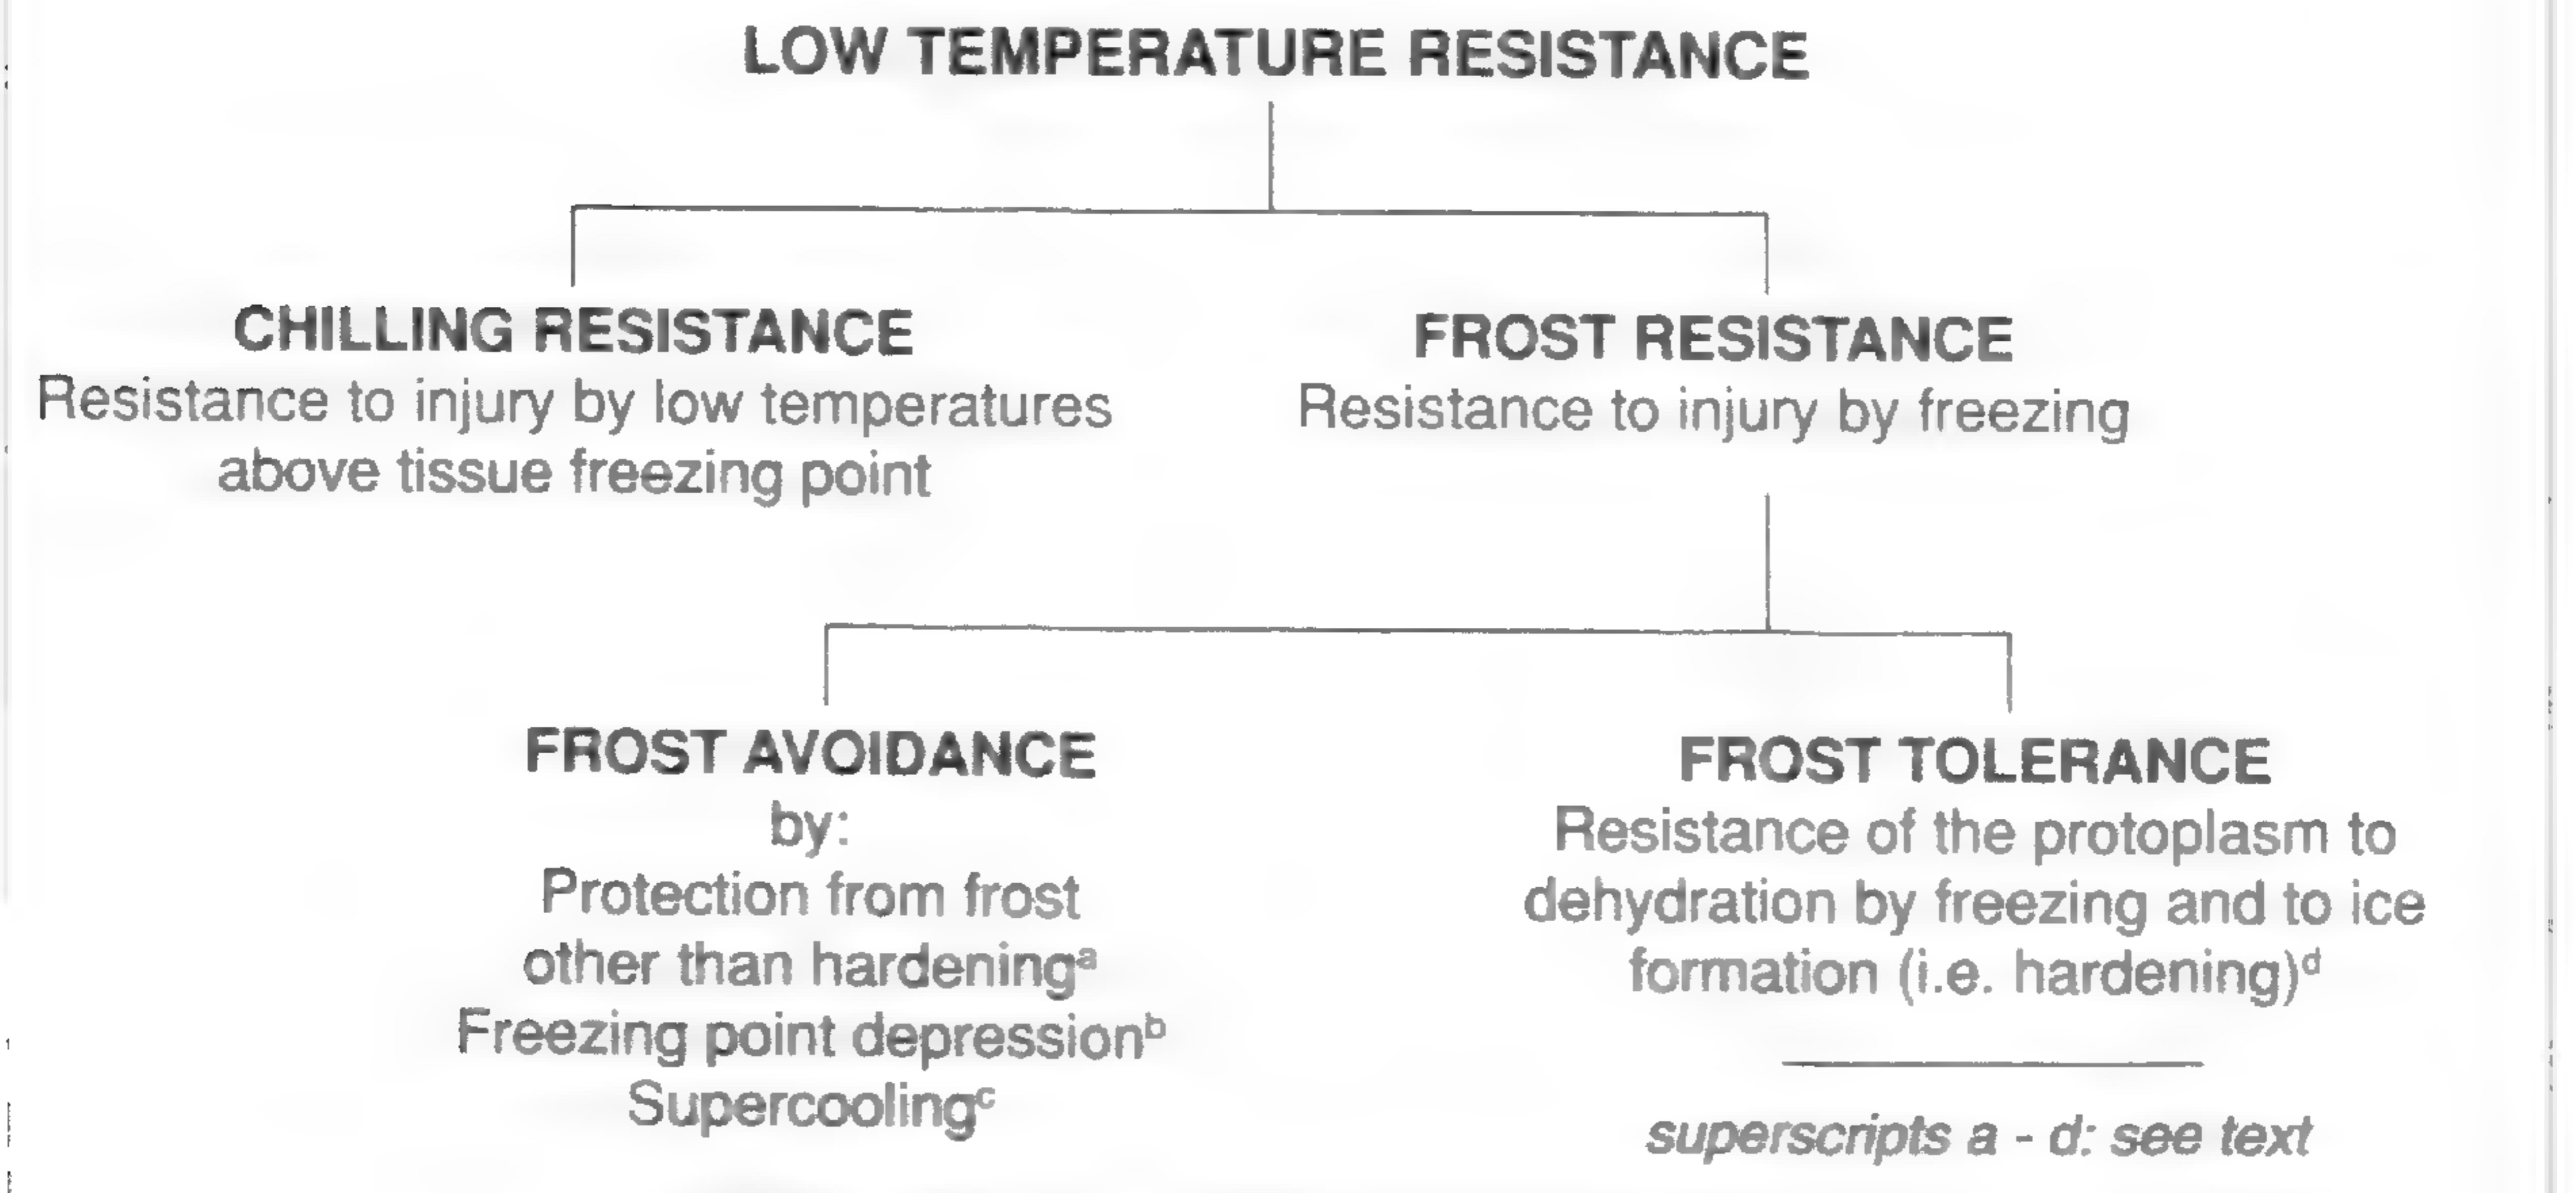 LOW TEMPERATURE RESISTANCE
CHILLING RESISTANCE
Resistance to injury by low temperatures
above tissue freezing point
FROST RESISTANCE
Resistance to injury by freezing
FROST AVOIDANCE
by:
Protection from frost
other than hardeningᵃ
Freezing point depressionᵇ
Supercoolingᶜ
FROST TOLERANCE
Resistance of the protoplasm to
dehydration by freezing and to ice
formation (i.e. hardening)ᵈ
superscripts a - d: see text